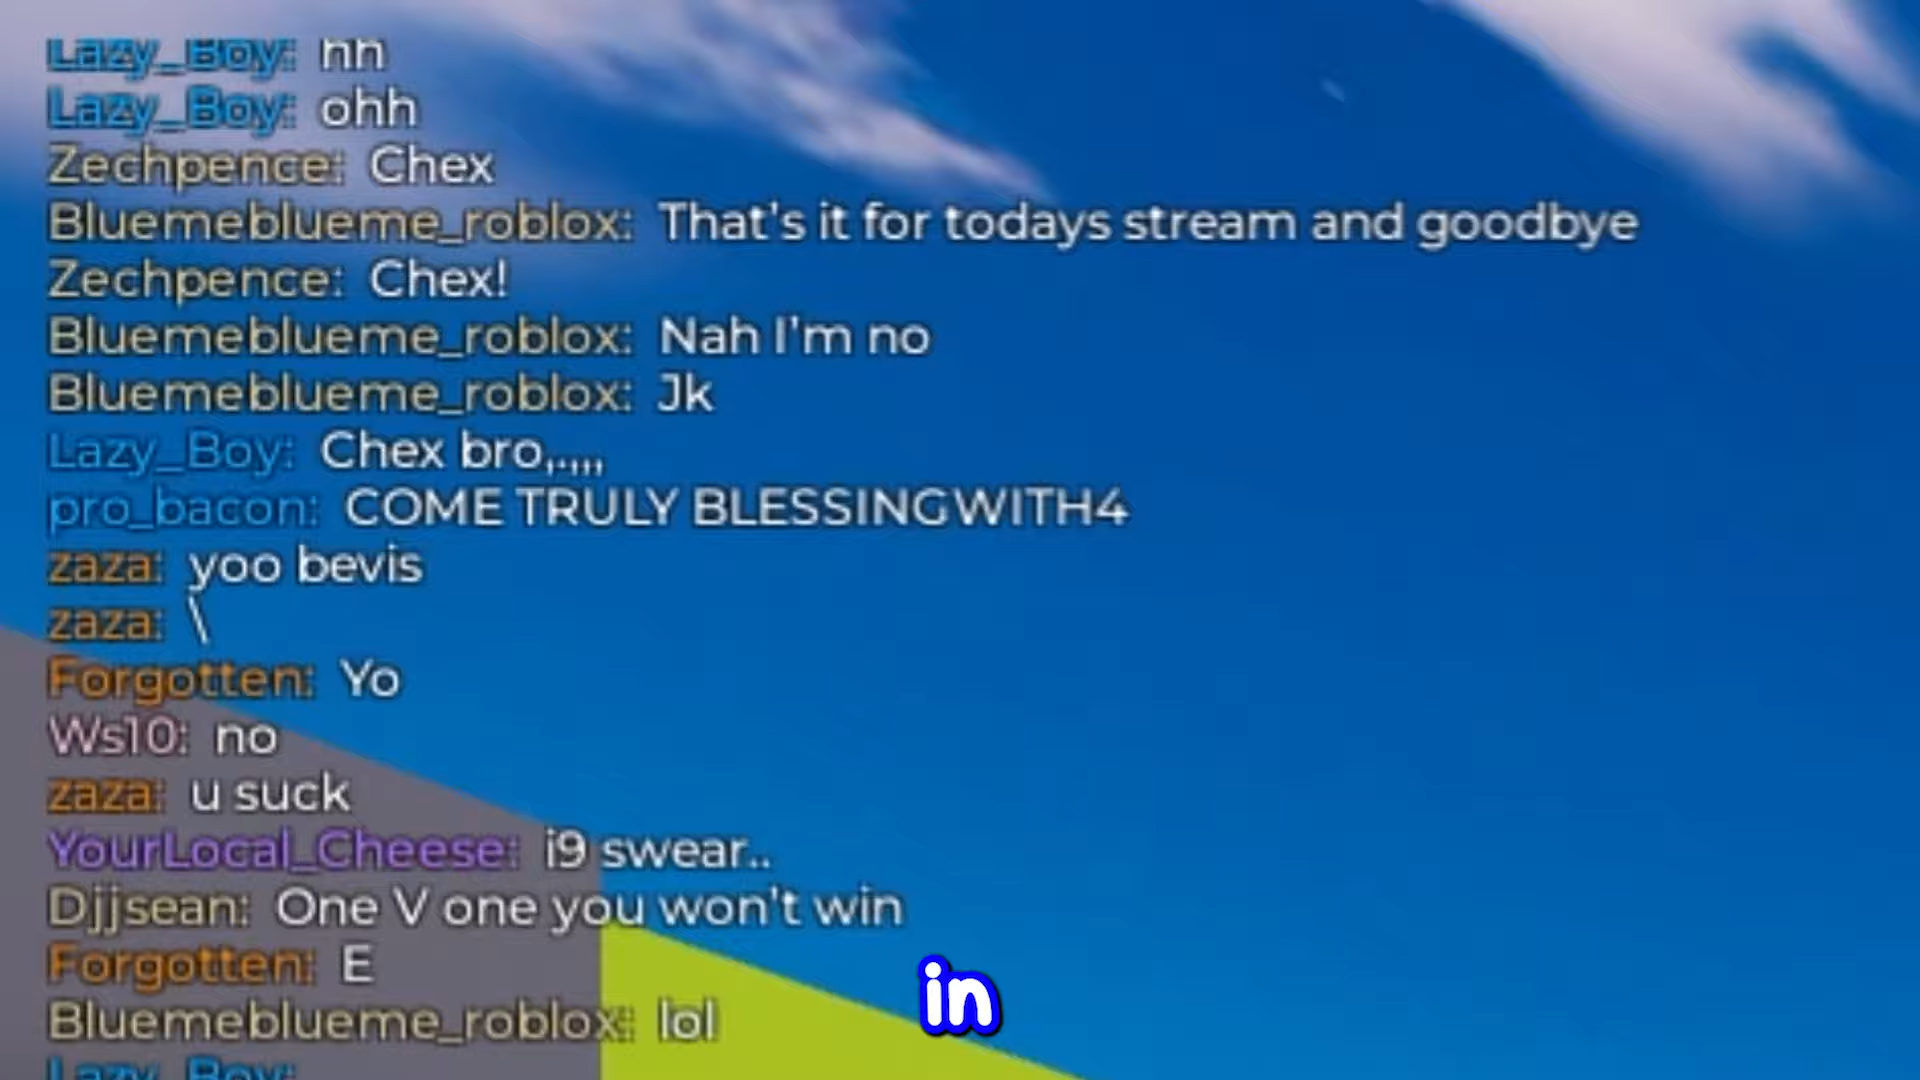 Lazy_Boy: hh
Lazy_Boy: ohh
Zechpence: Chex
Bluemeblueme_roblox: That's it for todays stream and goodbye
Zechpence: Chex!
Bluemeblueme_roblox: Nah I'm no
Bluemeblueme_roblox: Jk
Lazy_Boy: Chex bro,.,,,
pro_bacon: COME TRULY BLESSINGWITH4
zaza: yoo bevis
zaza: \
Forgotten: Yo
Ws10: no
zaza: u suck
YourLocal_Cheese: i9 swear..
Djjsean: One V one you won't win
Forgotten: E
in
Bluemeblueme_roblox: lol
Lazy_Boy: